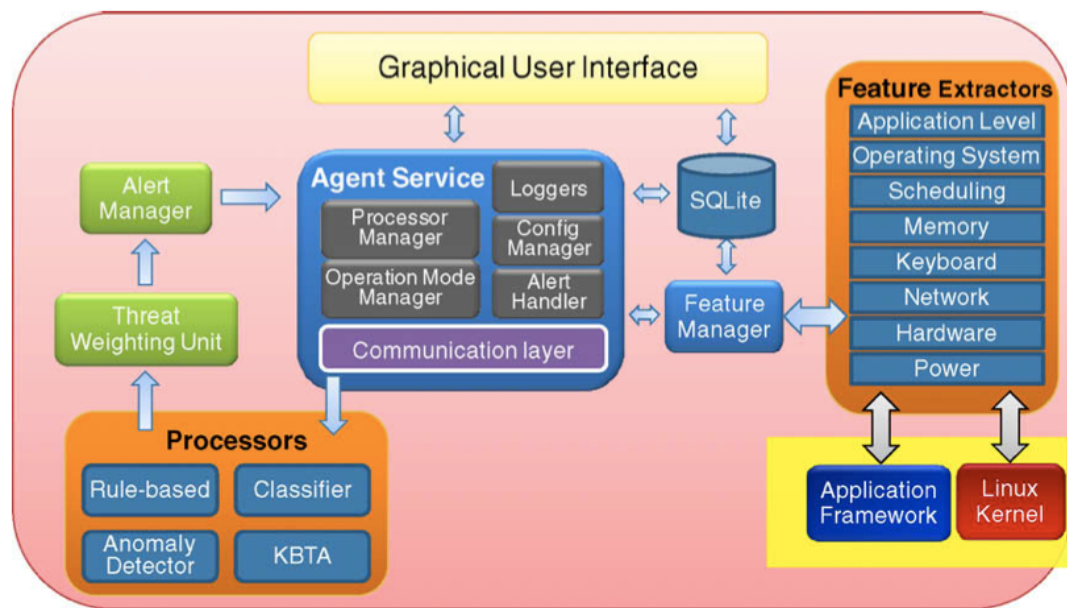 Graphical User Interface
Feature Extractors
Application Level
Operating System
Scheduling
Memory
Keyboard
Network
Hardware
Power
Agent Service
Loggers
Processor
Manager
Config
Manager
Operation Mode
Manager
Alert
Handler
Communication layer
SQLite
Feature
Manager
Alert
Manager
Threat
Weighting Unit
Processors
Rule-based
Classifier
Anomaly
Detector
KBTA
Application
Framework
Linux
Kernel